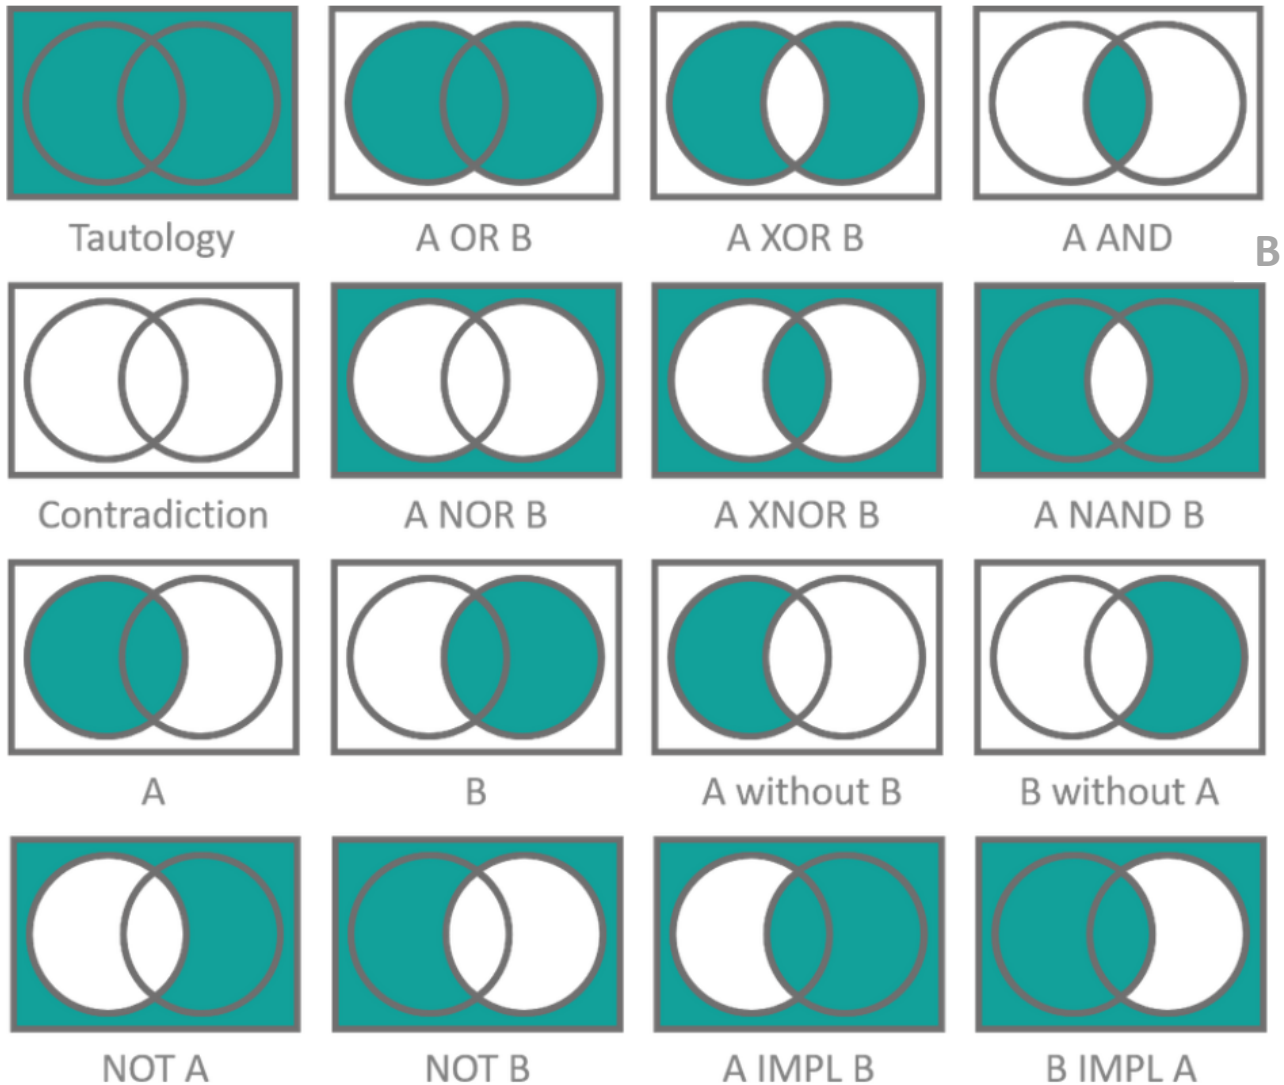 Tautology
A OR B
A XOR B
A AND
B
Contradiction
A NOR B
A XNOR B
A NAND B
A
B
A without B
B without A
NOT A
NOT B
A IMPL B
B IMPL A